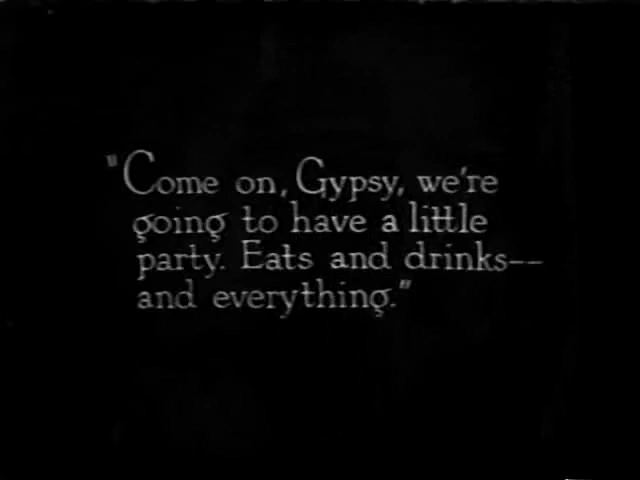 "Come on, Gypsy, we're
going to have a little
party. Eats and drinks--
and everything."